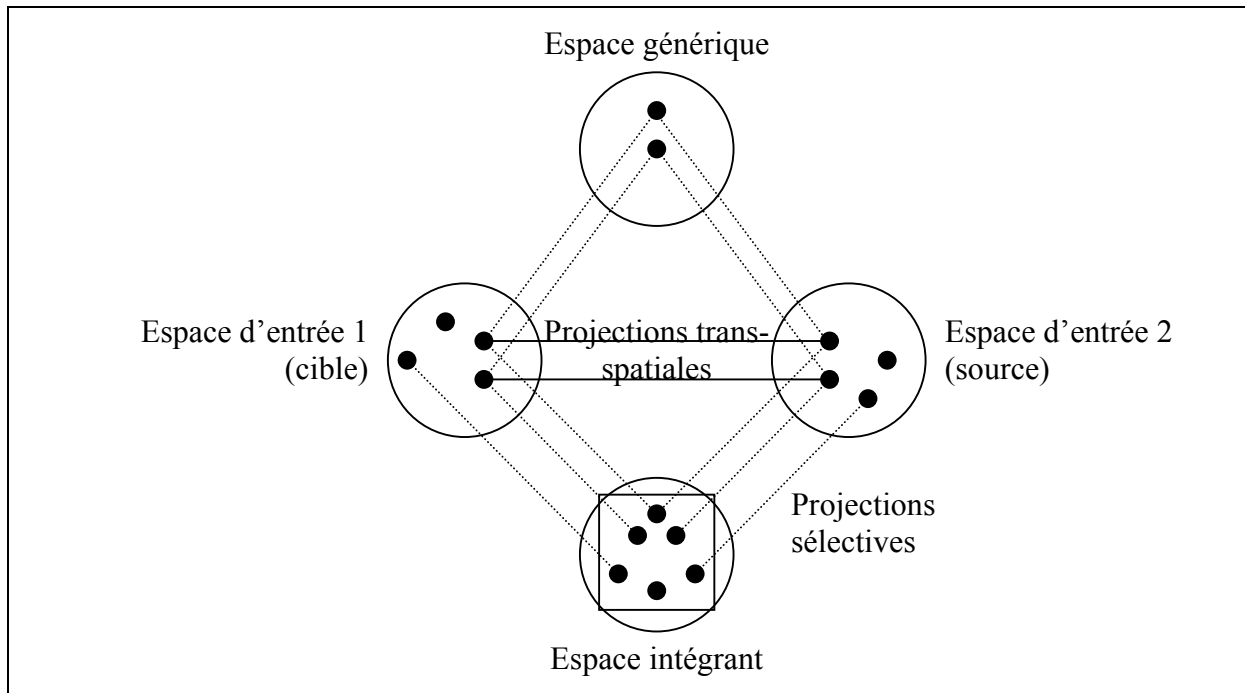 Espace générique
Espace d’entrée 1
(cible)
Projections trans-
spatiales
Espace d’entrée 2
(source)
Projections
sélectives
Espace intégrant